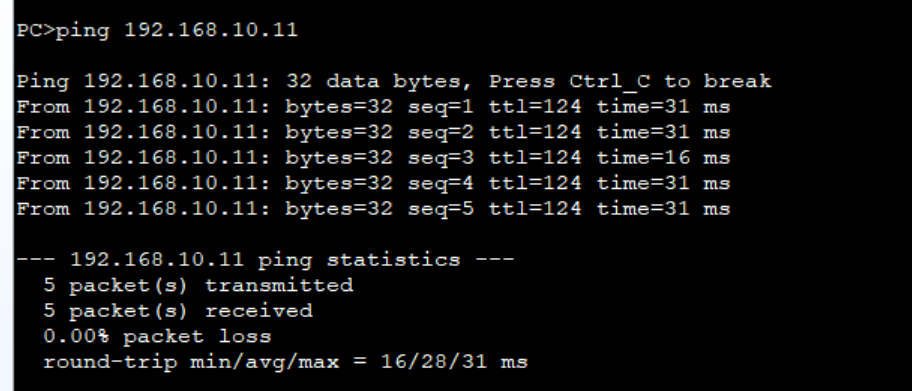 PC>ping 192.168.10.11
Ping 192.168.10.11: 32 data bytes, Press Ctrl_C to break
From 192.168.10.11: bytes=32 seq=1 ttl=124 time=31 ms
From 192.168.10.11: bytes=32 seq=2 ttl=124 time=31 ms
From 192.168.10.11: bytes=32 seq=3 ttl=124 time=16 ms
From 192.168.10.11: bytes=32 seq=4 ttl=124 time=31 ms
From 192.168.10.11: bytes=32 seq=5 ttl=124 time=31 ms
--- 192.168.10.11 ping statistics ---
5 packet(s) transmitted
5 packet(s) received
0.00% packet loss
round-trip min/avg/max = 16/28/31 ms